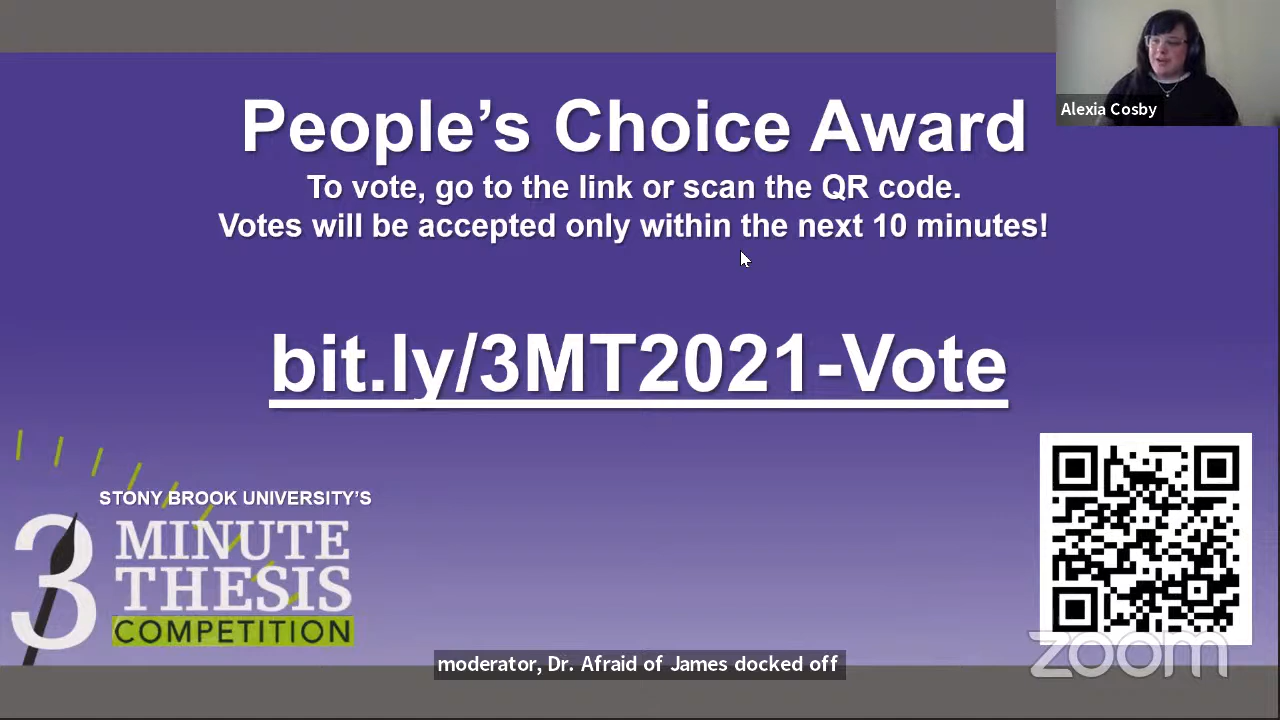 People’s Choice Award
To vote, go to the link or scan the QR code.
Votes will be accepted only within the next 10 minutes!
Alexia Cosby
bit.ly/3MT2021-Vote
STONY BROOK UNIVERSITY'S
3 MINUTE
THESIS
COMPETITION
moderator, Dr. Afraid of James docked off
zoom